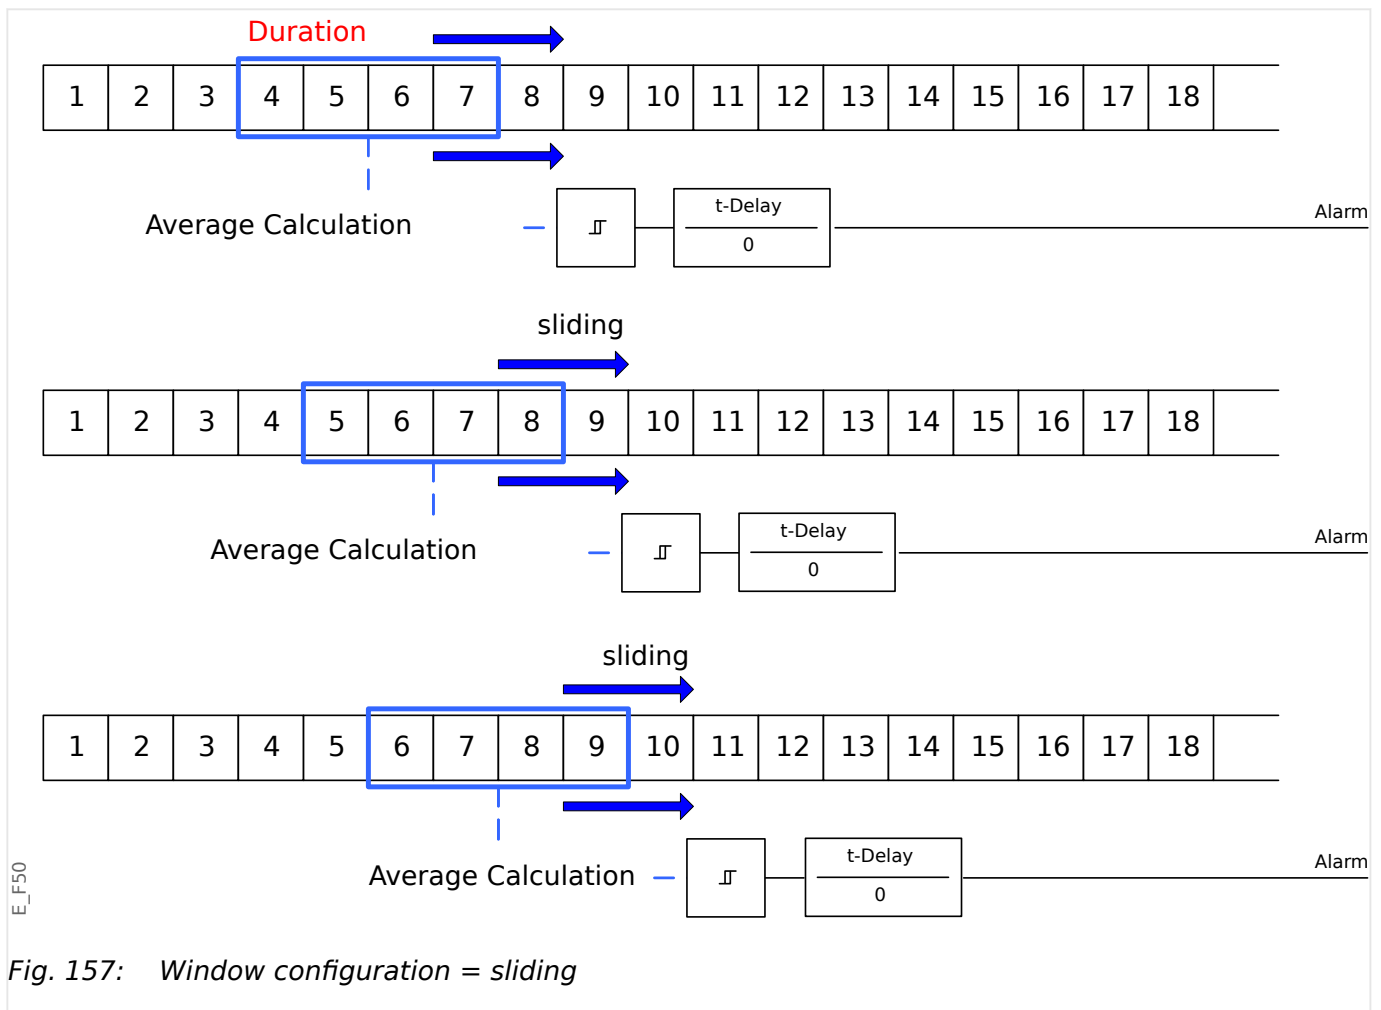 Duration
1 2 3 4 5 6 7 8 9 10 11 12 13 14 15 16 17 18
t-Delay
Alarm
Average Calculation
0
sliding
1 2 3 4 5 6 7 8 9 10 11 12 13 14 15 16 17 18
t-Delay
Alarm
Average Calculation
0
sliding
1 2 3 4 5 6 7 8 9 10 11 12 13 14 15 16 17 18
t-Delay
Alarm
Average Calculation
0
E_F50
Fig. 157: Window configuration = sliding